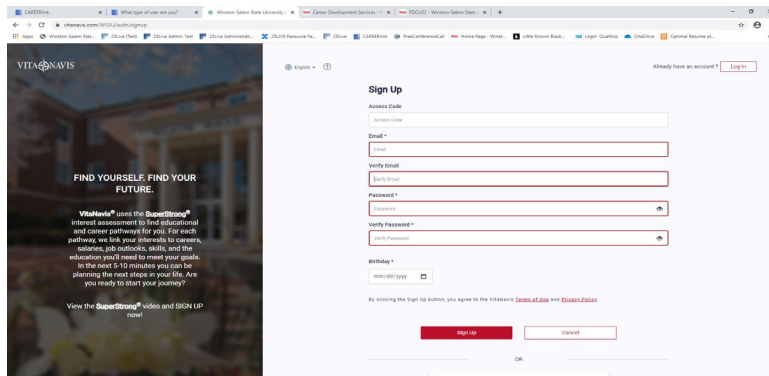 CAREERlink
What type of user are you?
Winston-Salem State University
Career Development Services -
FOCUS2 - Winston-Salem State
vitanavis.com/WSSU/auth/signup
Apps
Winston-Salem Stat...
25Live (Test)
25Live Admin. Test
25Live Administrati...
25LIVE Resource Pa...
25Live
CAREERlink
FreeConferenceCall
Home Page - Winst...
Little Known Black...
Login Qualtrics
OneDrive
Optimal Resume at...
VITA NAVIS
English
?
Already have an account ?
Log In
FIND YOURSELF. FIND YOUR
FUTURE.
VitaNavis® uses the SuperStrong®
interest assessment to find educational
and career pathways for you. For each
pathway, we link your interests to careers,
salaries, job outlooks, skills, and the
education you'll need to meet your goals.
In the next 5-10 minutes you can be
planning the next steps in your life. Are
you ready to start your journey?
View the SuperStrong® video and SIGN UP
now!
Sign Up
Access Code
Access Code
Email *
Email
Verify Email
Verify Email
Password *
Password
Verify Password *
Verify Password
Birthday *
mm/dd/yyyy
By clicking the Sign Up button, you agree to the VitaNavis Terms of Use and Privacy Policy
Sign Up
Cancel
OR